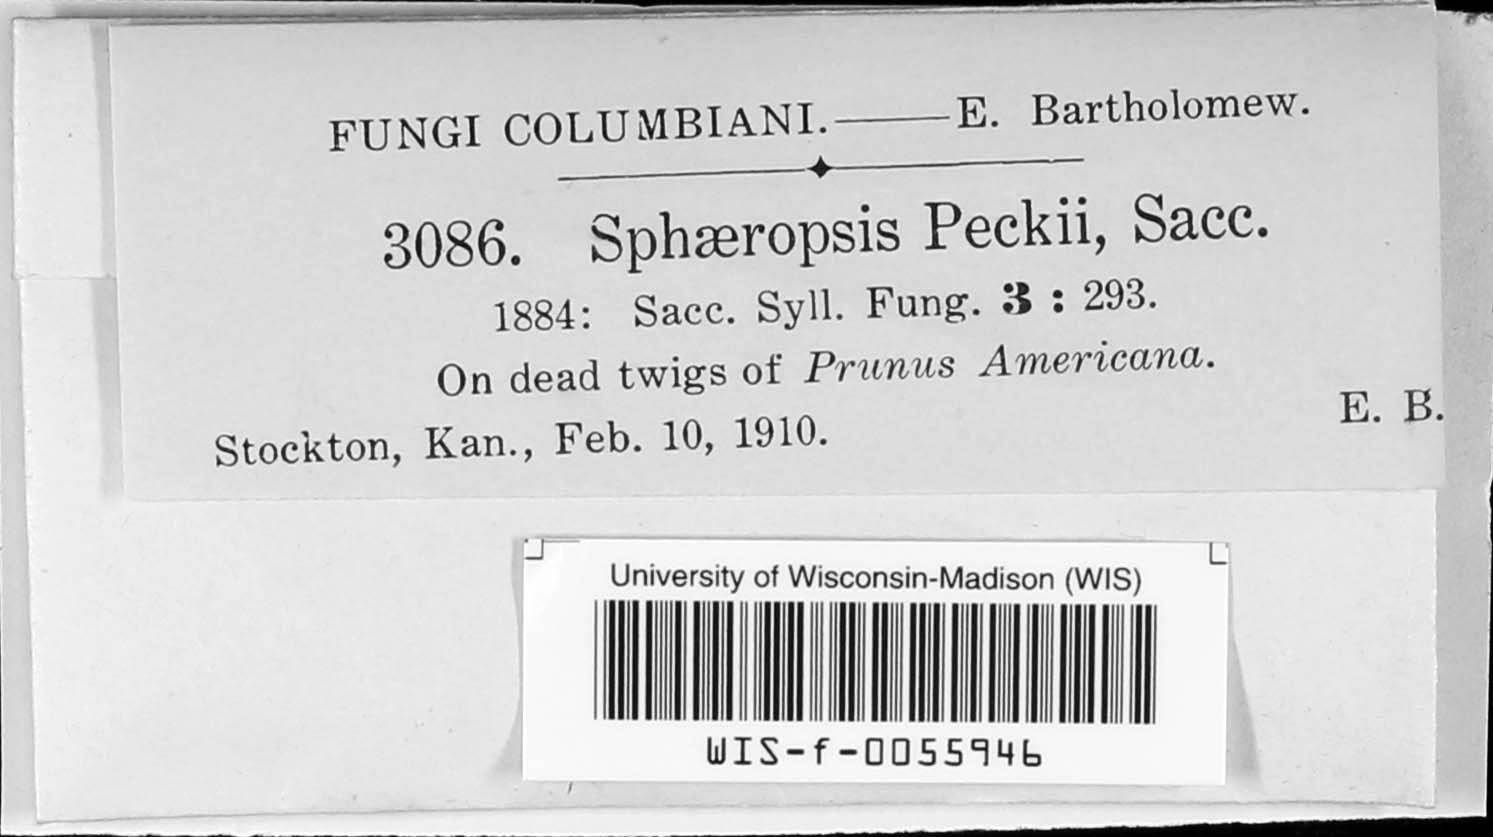 FUNGI COLUMBIANI.——E. Bartholomew.
3086. Sphæropsis Peckii, Sacc.
1884: Sacc. Syll. Fung. 3 : 293.
On dead twigs of Prunus Americana.
Stockton, Kan., Feb. 10, 1910. E. B.
University of Wisconsin-Madison (WIS)
WIS-f-0055946